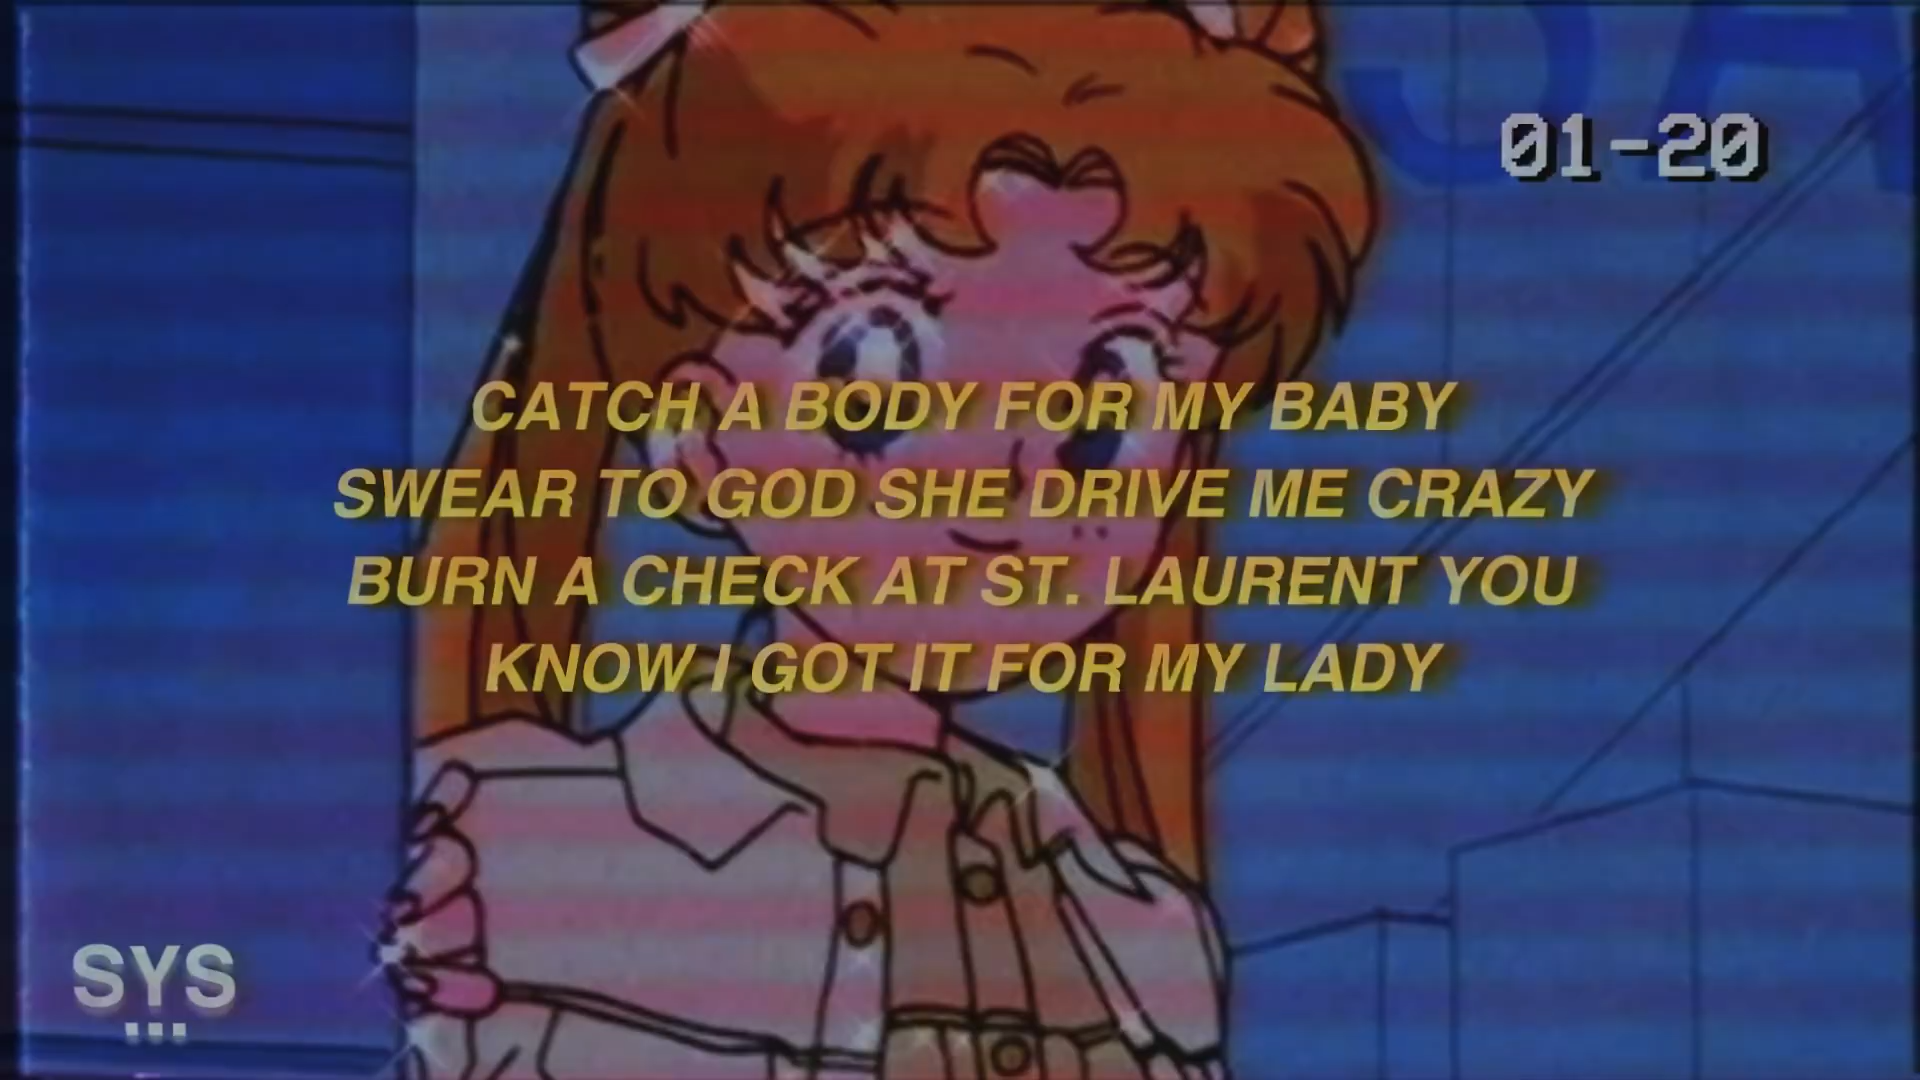 SA
01-20
CATCH A BODY FOR MY BABY
SWEAR TO GOD SHE DRIVE ME CRAZY
BURN A CHECK AT ST. LAURENT YOU
KNOW I GOT IT FOR MY LADY
SYS